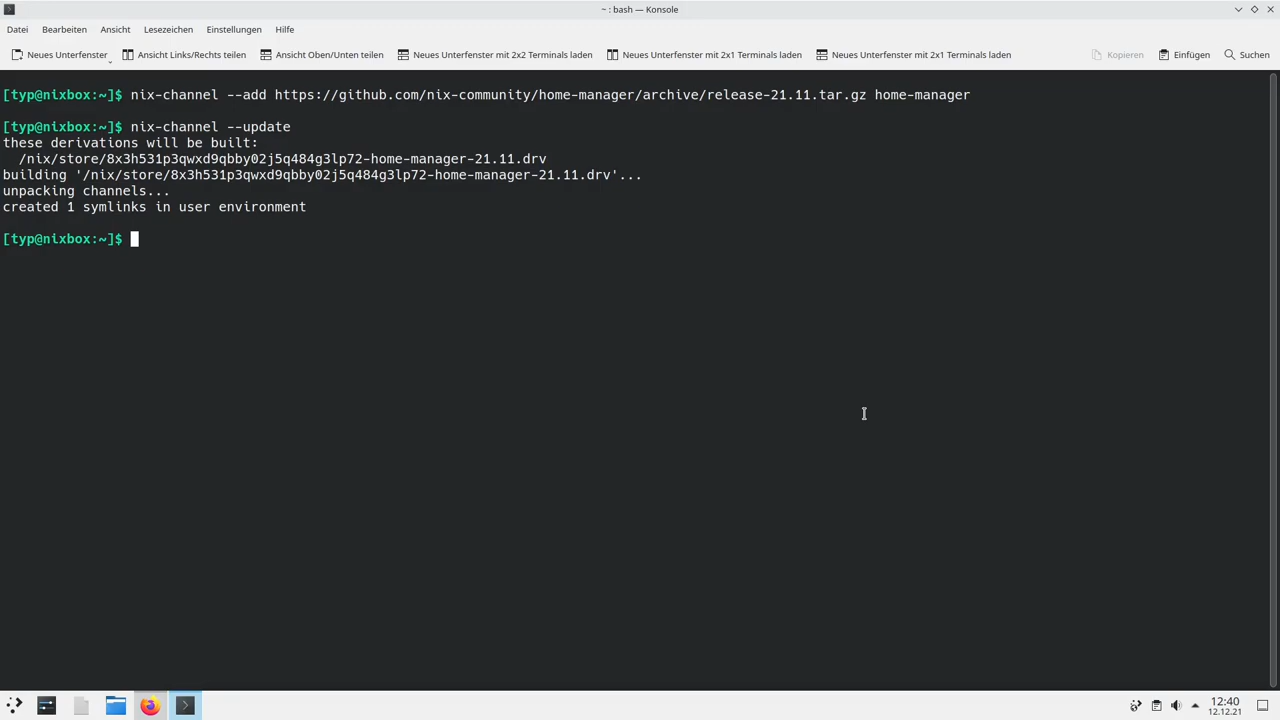 ~ : bash — Konsole
Datei Bearbeiten Ansicht Lesezeichen Einstellungen Hilfe
Neues Unterfenster Ansicht Links/Rechts teilen Ansicht Oben/Unten teilen Neues Unterfenster mit 2x2 Terminals laden Neues Unterfenster mit 2x1 Terminals laden Neues Unterfenster mit 2x1 Terminals laden Kopieren Einfügen Suchen
[typ@nixbox:~]$ nix-channel --add https://github.com/nix-community/home-manager/archive/release-21.11.tar.gz home-manager
[typ@nixbox:~]$ nix-channel --update
these derivations will be built:
  /nix/store/8x3h531p3qwxd9qbby02j5q484g3lp72-home-manager-21.11.drv
building '/nix/store/8x3h531p3qwxd9qbby02j5q484g3lp72-home-manager-21.11.drv'...
unpacking channels...
created 1 symlinks in user environment
[typ@nixbox:~]$
12:40
12.12.21